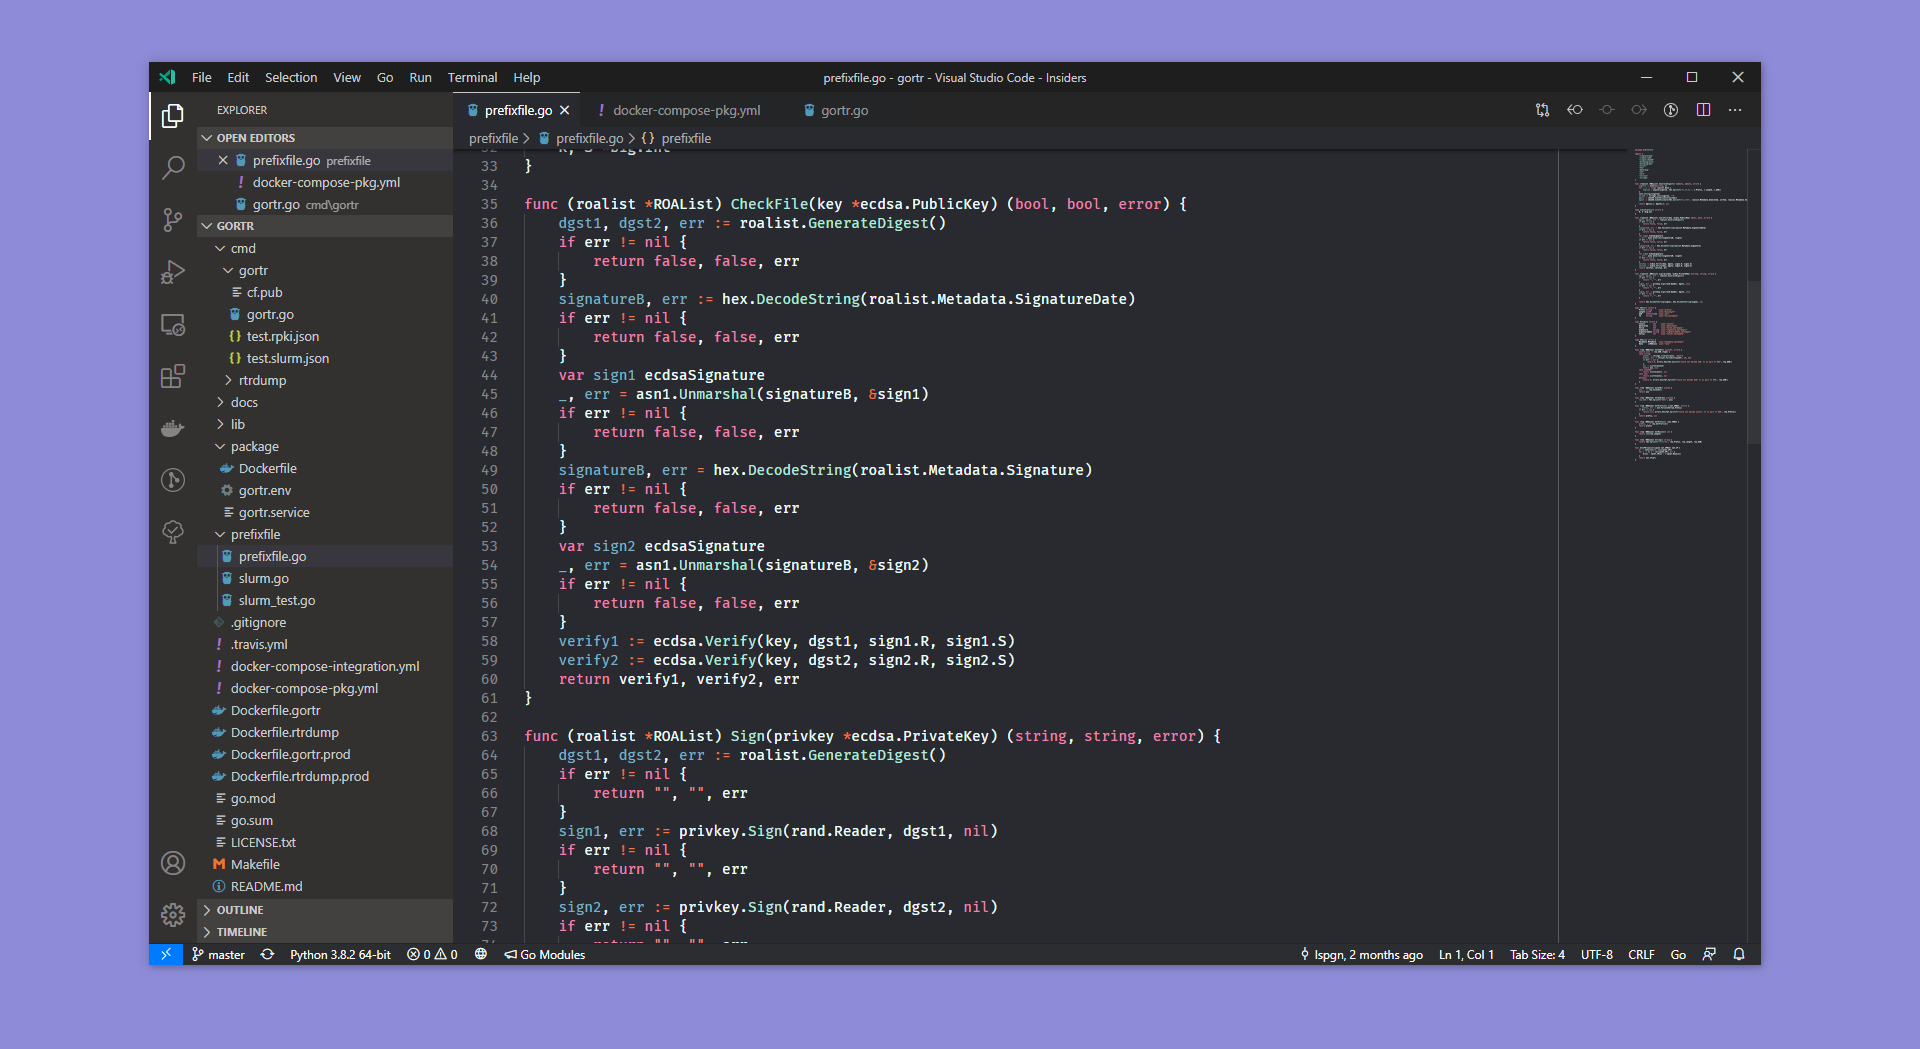 File Edit Selection View Go Run Terminal Help
prefixfile.go - gortr - Visual Studio Code - Insiders
EXPLORER
OPEN EDITORS
prefixfile.go prefixfile
docker-compose-pkg.yml
gortr.go cmd\gortr
GORTR
cmd
gortr
cf.pub
gortr.go
test.rpki.json
test.slurm.json
rtrdump
docs
lib
package
Dockerfile
gortr.env
gortr.service
prefixfile
prefixfile.go
slurm.go
slurm_test.go
.gitignore
.travis.yml
docker-compose-integration.yml
docker-compose-pkg.yml
Dockerfile.gortr
Dockerfile.rtrdump
Dockerfile.gortr.prod
Dockerfile.rtrdump.prod
go.mod
go.sum
LICENSE.txt
Makefile
README.md
OUTLINE
TIMELINE
prefixfile.go docker-compose-pkg.yml gortr.go
prefixfile > prefixfile.go > {} prefixfile
33 }
34
35 func (roalist *ROAList) CheckFile(key *ecdsa.PublicKey) (bool, bool, error) {
36 dgst1, dgst2, err := roalist.GenerateDigest()
37 if err != nil {
38 return false, false, err
39 }
40 signatureB, err := hex.DecodeString(roalist.Metadata.SignatureDate)
41 if err != nil {
42 return false, false, err
43 }
44 var sign1 ecdsaSignature
45 _, err = asn1.Unmarshal(signatureB, &sign1)
46 if err != nil {
47 return false, false, err
48 }
49 signatureB, err = hex.DecodeString(roalist.Metadata.Signature)
50 if err != nil {
51 return false, false, err
52 }
53 var sign2 ecdsaSignature
54 _, err = asn1.Unmarshal(signatureB, &sign2)
55 if err != nil {
56 return false, false, err
57 }
58 verify1 := ecdsa.Verify(key, dgst1, sign1.R, sign1.S)
59 verify2 := ecdsa.Verify(key, dgst2, sign2.R, sign2.S)
60 return verify1, verify2, err
61 }
62
63 func (roalist *ROAList) Sign(privkey *ecdsa.PrivateKey) (string, string, error) {
64 dgst1, dgst2, err := roalist.GenerateDigest()
65 if err != nil {
66 return "", "", err
67 }
68 sign1, err := privkey.Sign(rand.Reader, dgst1, nil)
69 if err != nil {
70 return "", "", err
71 }
72 sign2, err := privkey.Sign(rand.Reader, dgst2, nil)
73 if err != nil {
master Python 3.8.2 64-bit 0 0 Go Modules lspgn, 2 months ago Ln 1, Col 1 Tab Size: 4 UTF-8 CRLF Go